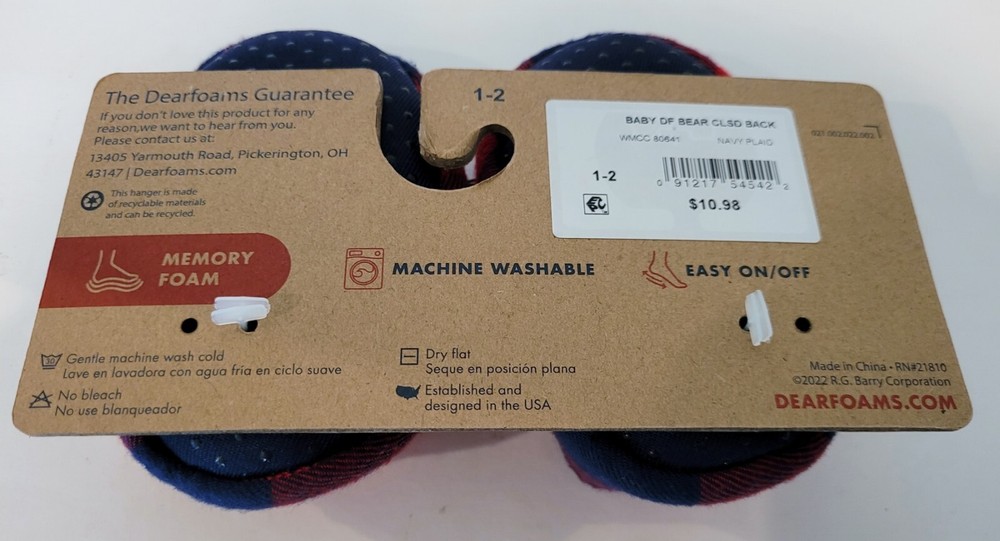 The Dearfoams Guarantee
If you don't love this product for any
reason,we want to hear from you.
Please contact us at:
13405 Yarmouth Road, Pickerington, OH
43147 | Dearfoams.com
This hanger is made
of recyclable materials
and can be recycled.
1-2
BABY DF BEAR CLSD BACK
WMCC 80641 NAVY PLAID
1-2
0 91217 54542 2
$10.98
MEMORY
FOAM
MACHINE WASHABLE
EASY ON/OFF
30
Gentle machine wash cold
Lave en lavadora con agua fria en ciclo suave
No bleach
No use blanqueador
Dry flat
Seque en posición plana
Established and
designed in the USA
Made in China • RN#21810
©2022 R.G. Barry Corporation
DEARFOAMS.COM